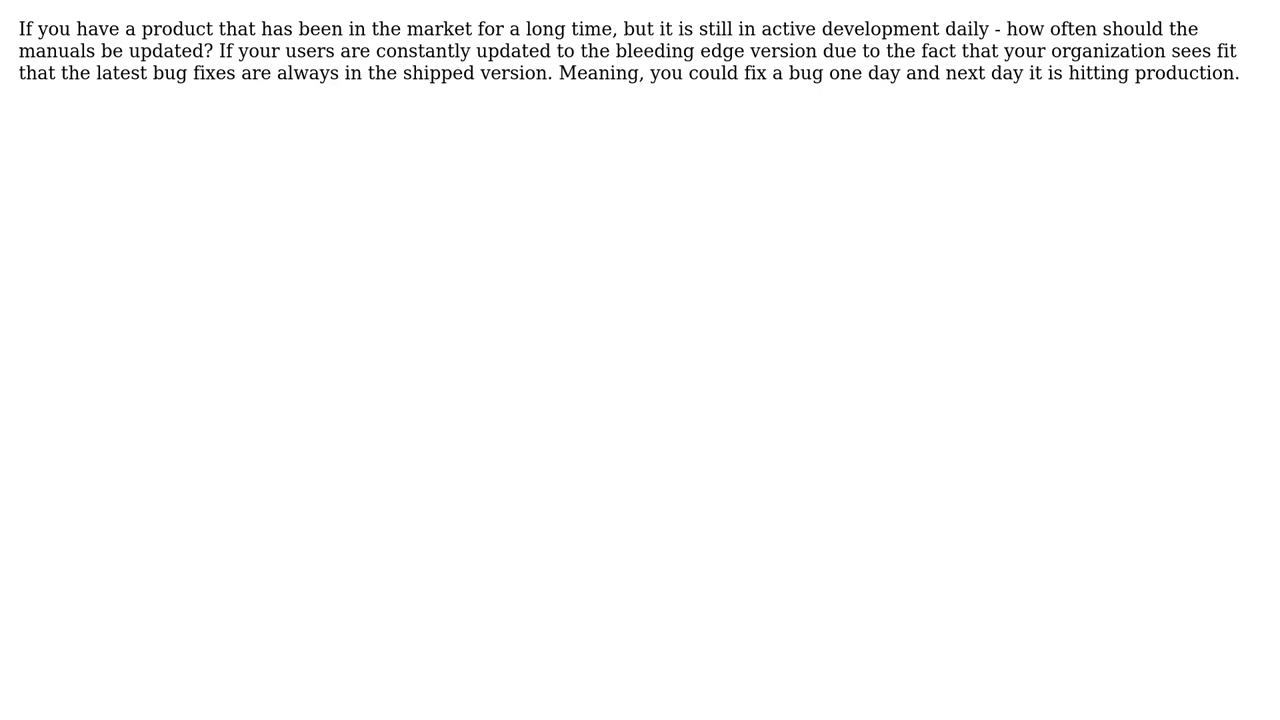 If you have a product that has been in the market for a long time, but it is still in active development daily - how often should the
manuals be updated? If your users are constantly updated to the bleeding edge version due to the fact that your organization sees fit
that the latest bug fixes are always in the shipped version. Meaning, you could fix a bug one day and next day it is hitting production.